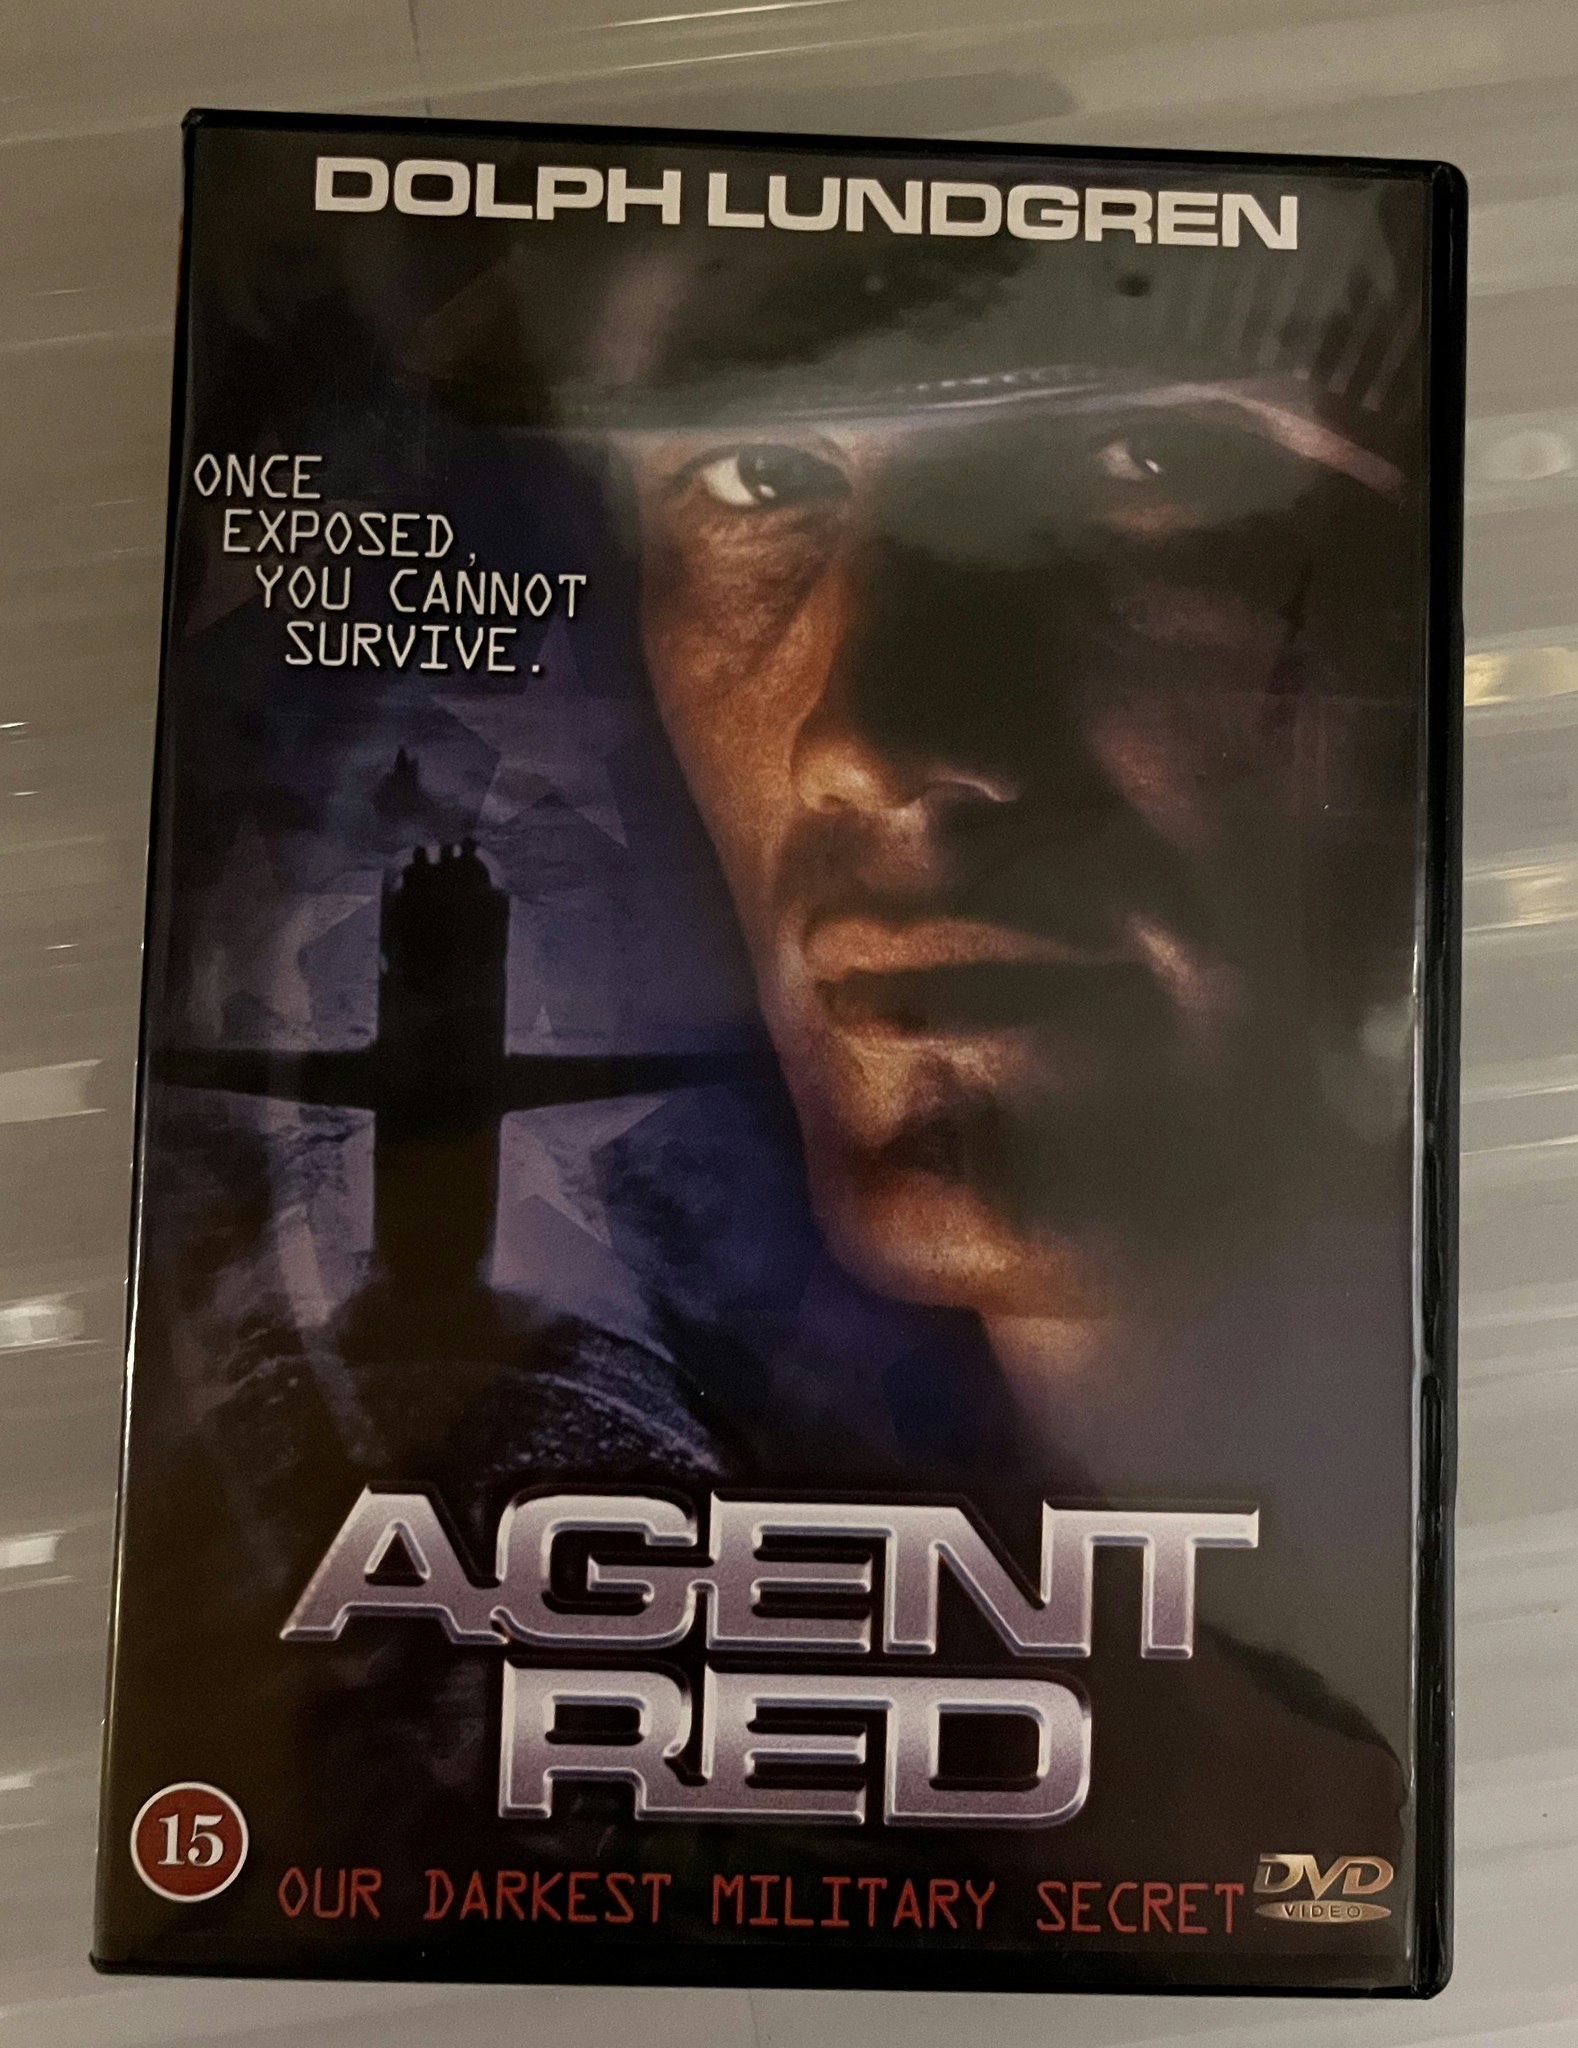 DOLPH LUNDGREN
ONCE
EXPOSED,
YOU CANNOT
SURVIVE.
AGENT
RED
15
OUR DARKEST MILITARY SECRET
DVD
VIDEO